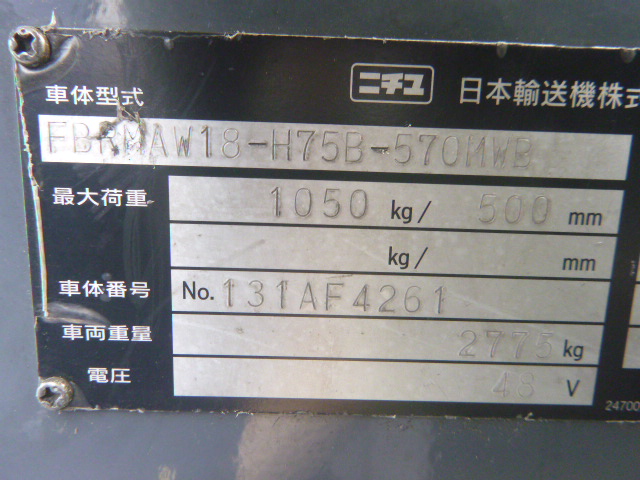 ニチユ 日本輸送機株式
車体型式
FBRMAW18-H75B-570MWB
最大荷重 1050 kg/ 500 mm
kg/ mm
車体番号 No. 131AF4261
車両重量 2775 kg
電圧 48 V
24700